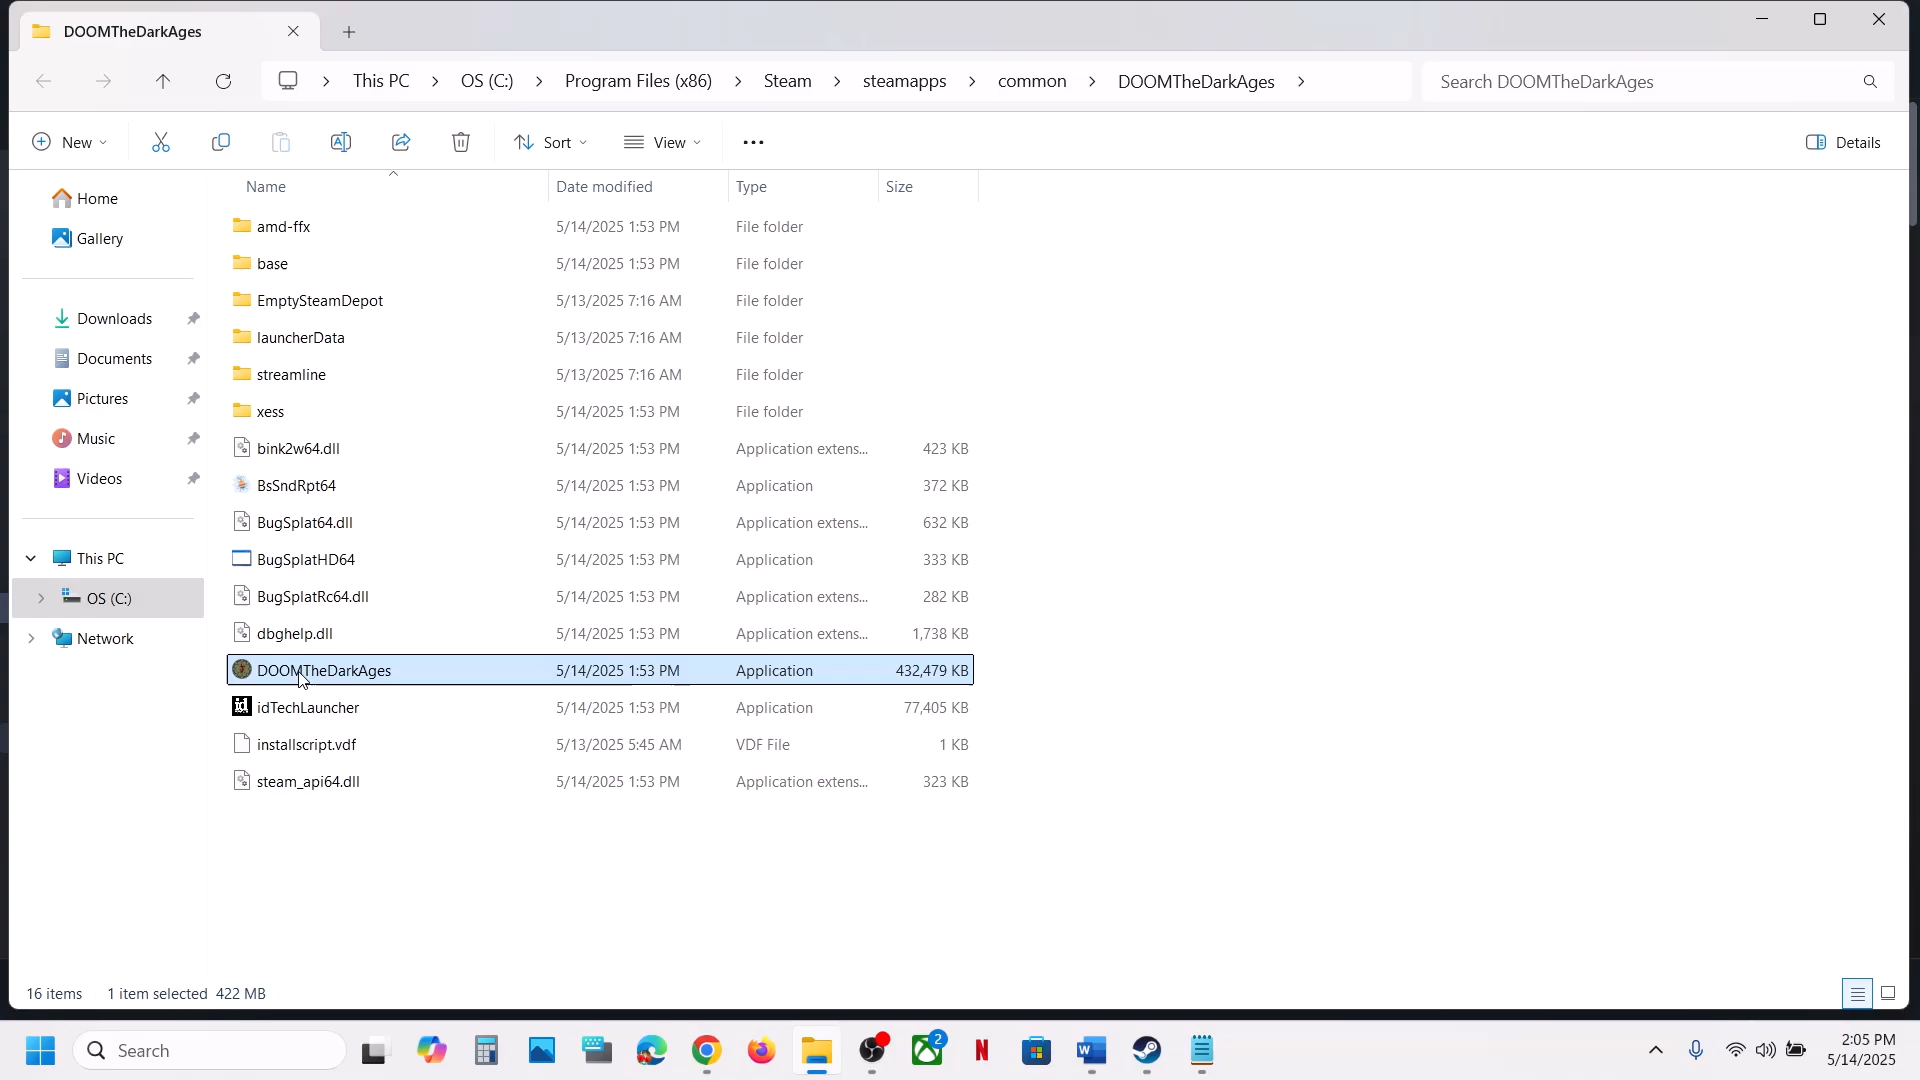 DOOMTheDarkAges
This PC > OS (C:) > Program Files (x86) > Steam > steamapps > common > DOOMTheDarkAges >
Search DOOMTheDarkAges
New
Sort
View
Details
Name Date modified Type Size
Home
Gallery
Downloads
Documents
Pictures
Music
Videos
This PC
OS (C:)
Network
amd-ffx 5/14/2025 1:53 PM File folder
base 5/14/2025 1:53 PM File folder
EmptySteamDepot 5/13/2025 7:16 AM File folder
launcherData 5/13/2025 7:16 AM File folder
streamline 5/13/2025 7:16 AM File folder
xess 5/14/2025 1:53 PM File folder
bink2w64.dll 5/14/2025 1:53 PM Application extens... 423 KB
BsSndRpt64 5/14/2025 1:53 PM Application 372 KB
BugSplat64.dll 5/14/2025 1:53 PM Application extens... 632 KB
BugSplatHD64 5/14/2025 1:53 PM Application 333 KB
BugSplatRc64.dll 5/14/2025 1:53 PM Application extens... 282 KB
dbghelp.dll 5/14/2025 1:53 PM Application extens... 1,738 KB
DOOMTheDarkAges 5/14/2025 1:53 PM Application 432,479 KB
idTechLauncher 5/14/2025 1:53 PM Application 77,405 KB
installscript.vdf 5/13/2025 5:45 AM VDF File 1 KB
steam_api64.dll 5/14/2025 1:53 PM Application extens... 323 KB
16 items 1 item selected 422 MB
Search
2
2:05 PM
5/14/2025